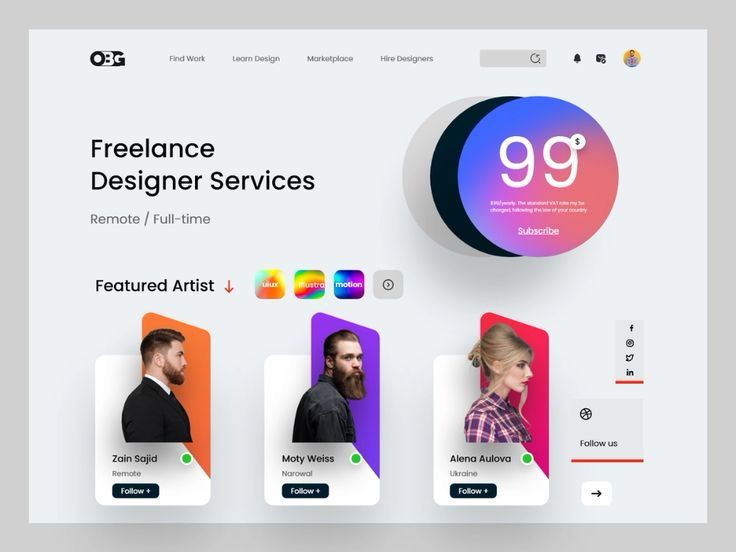 OBG
Find Work
Learn Design
Marketplace
Hire Designers
Freelance
Designer Services
Remote / Full-time
99
$
$99/yearly. The standard VAT rate my be
charged, following the law of your country
Subscribe
Featured Artist
uiux
Illustra
motion
Zain Sajid
Remote
Follow +
Moty Weiss
Narowal
Follow +
Alena Aulova
Ukraine
Follow +
Follow us